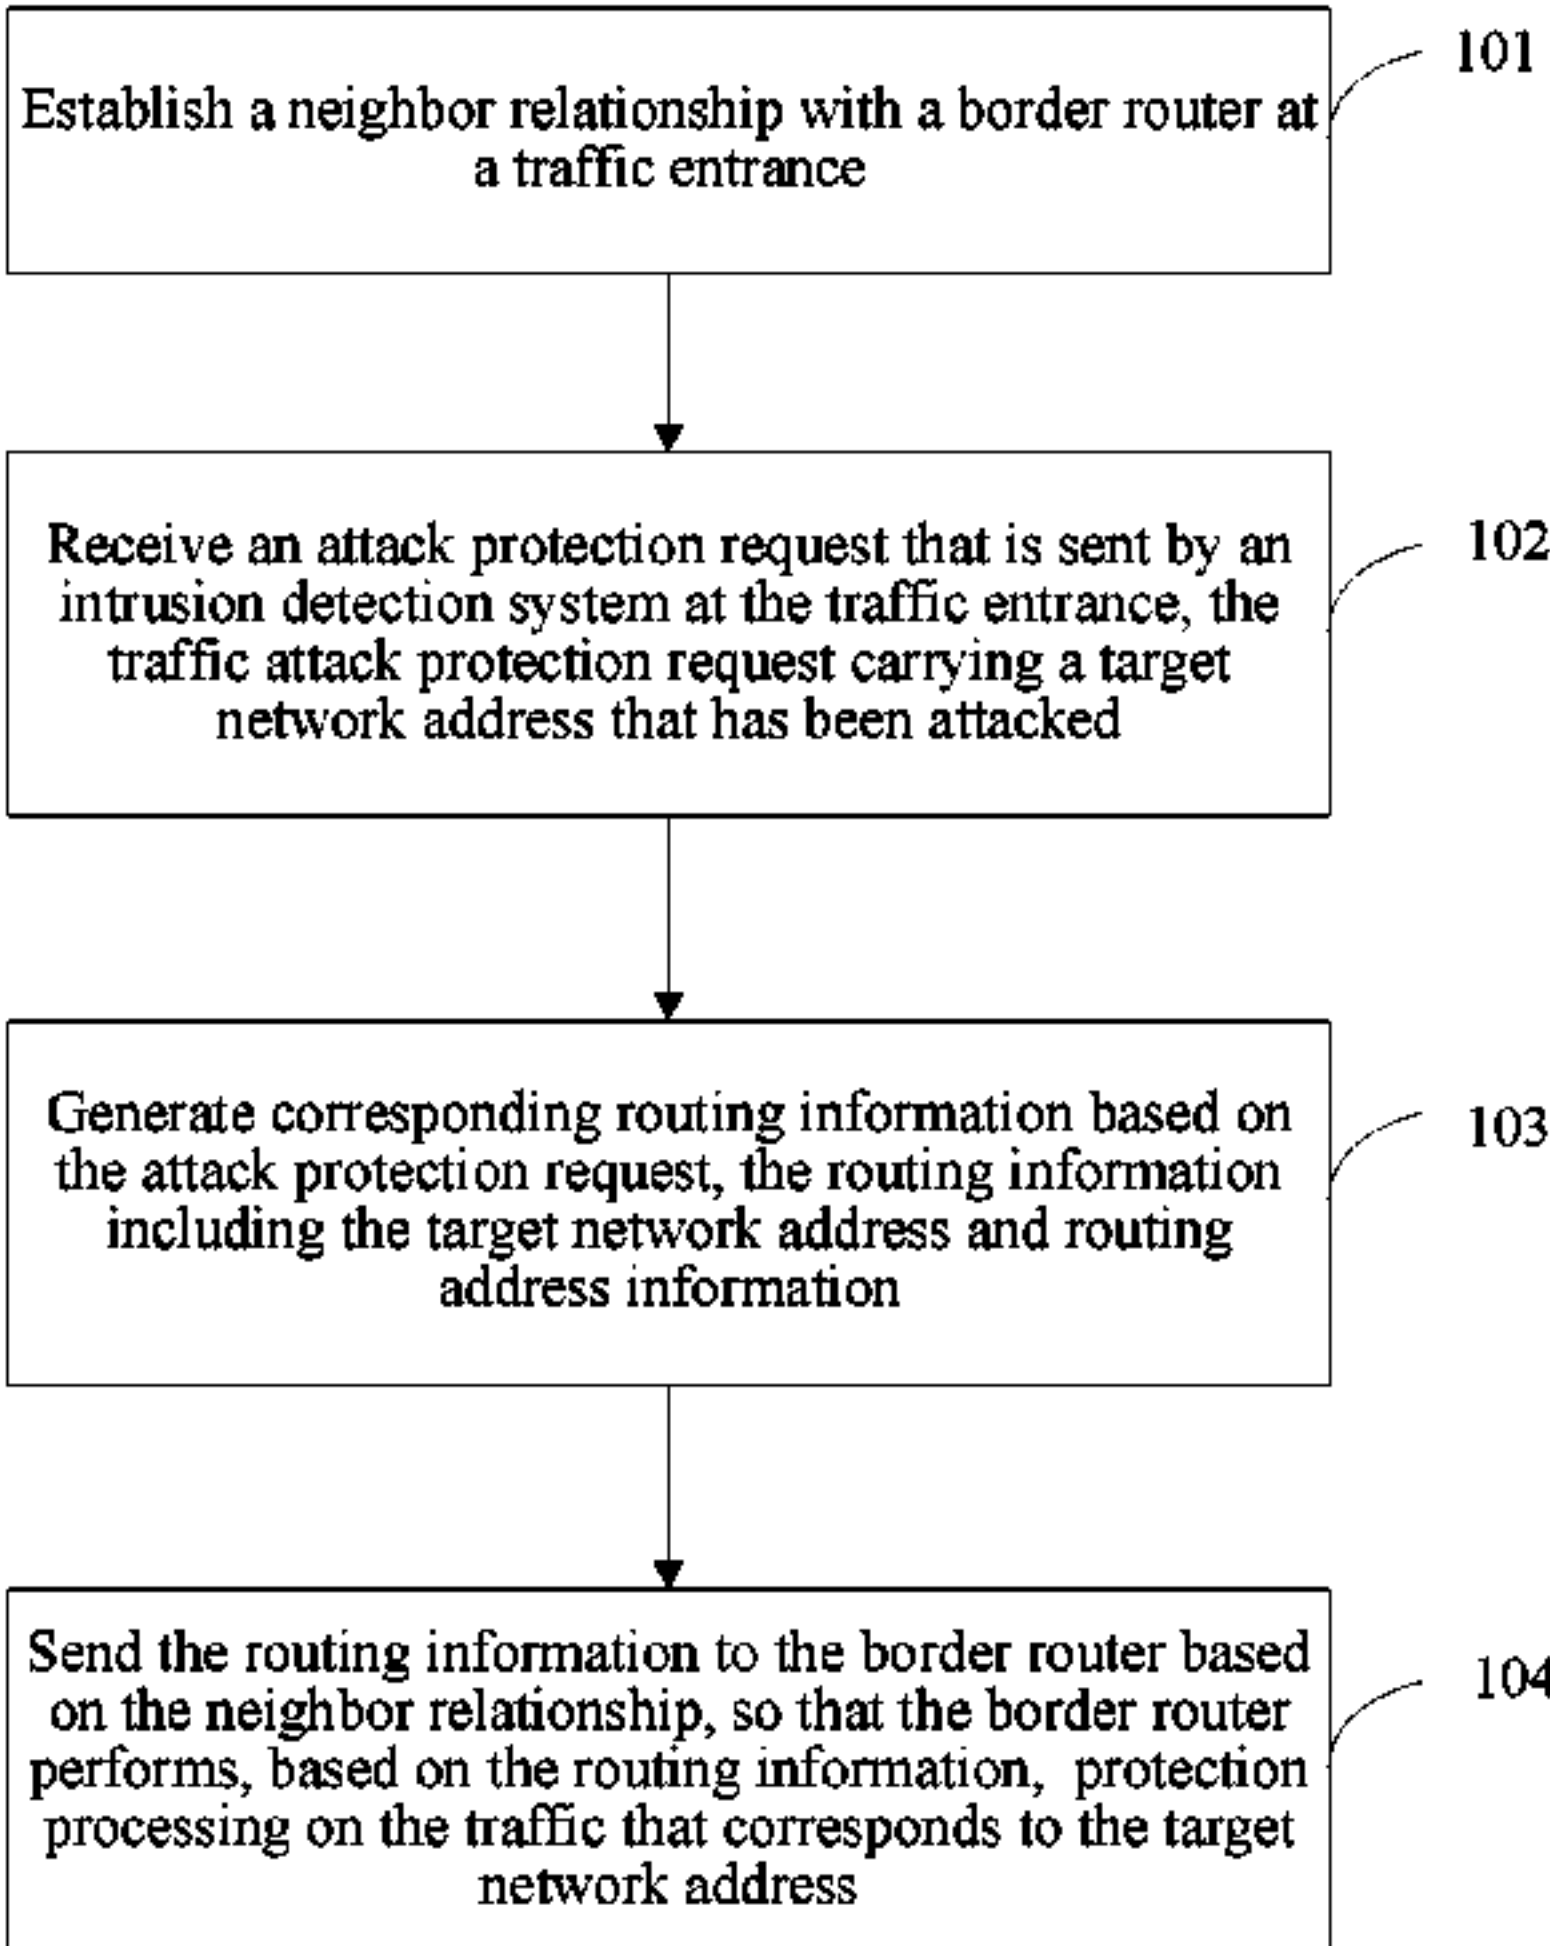 101
Establish a neighbor relationship with a border router at
a traffic entrance
102
Receive an attack protection request that is sent by an
intrusion detection system at the traffic entrance, the
traffic attack protection request carrying a target
network address that has been attacked
103
Generate corresponding routing information based on
the attack protection request, the routing information
including the target network address and routing
address information
104
Send the routing information to the border router based
on the neighbor relationship, so that the border router
performs, based on the routing information, protection
processing on the traffic that corresponds to the target
network address